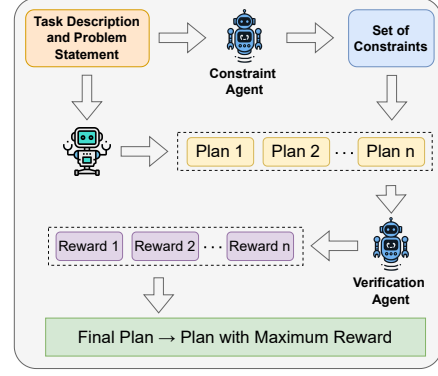 Task Description
and Problem
Statement
Constraint
Agent
Set of
Constraints
Plan 1 Plan 2 ··· Plan n
Verification
Agent
Reward 1 Reward 2 ··· Reward n
Final Plan → Plan with Maximum Reward